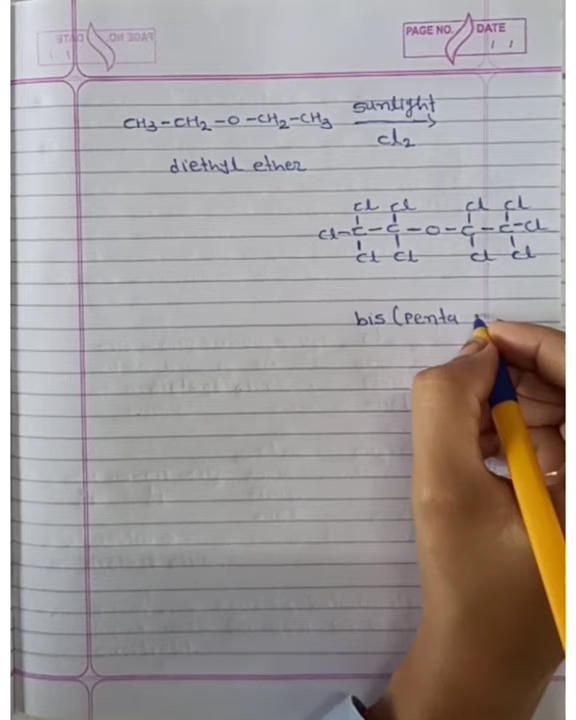 PAGE NO. DATE
/ /
CH3-CH2-O-CH2-CH3 sunlight
Cl2
diethyl ether
Cl Cl Cl Cl
Cl-C-C-O-C-C-Cl
Cl Cl Cl Cl
bis (penta